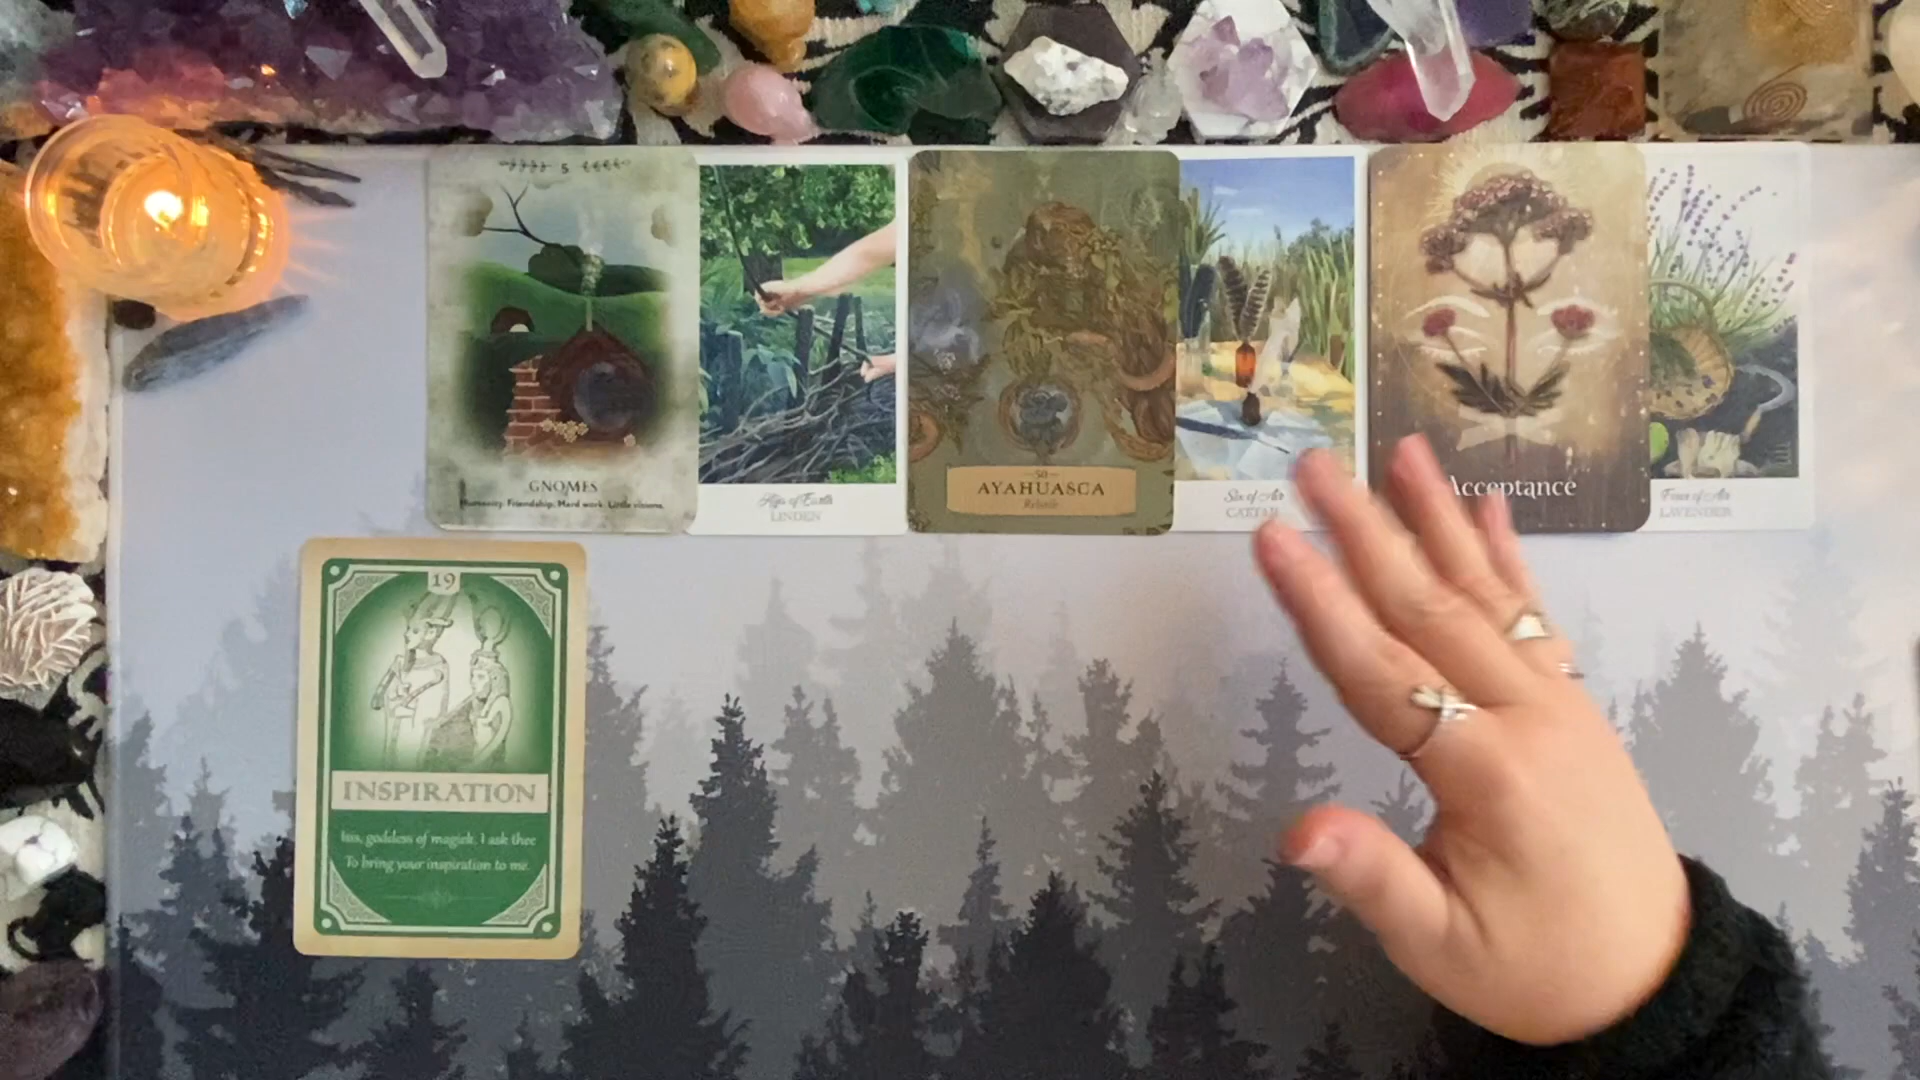 5
GNOMES
Humanity. Friendship. Hard work. Little visions.
of Earth
LINDEN
50
AYAHUASCA
Rebirth
Six of Air
CATTAIL
Acceptance
Four of Air
LAVENDER
19
INSPIRATION
Isis, goddess of magick, I ask thee
To bring your inspiration to me.